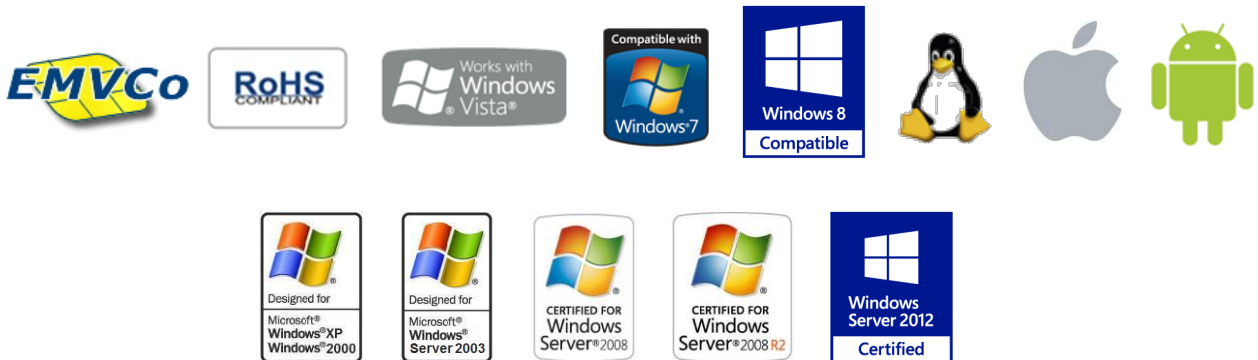 EMVCo
RoHS
COMPLIANT
Works with
Windows
Vista®
Compatible with
Windows®7
Windows 8
Compatible
Designed for
Microsoft®
Windows®XP
Windows®2000
Designed for
Microsoft®
Windows®
Server 2003
CERTIFIED FOR
Windows
Server®2008
CERTIFIED FOR
Windows
Server®2008 R2
Windows
Server 2012
Certified